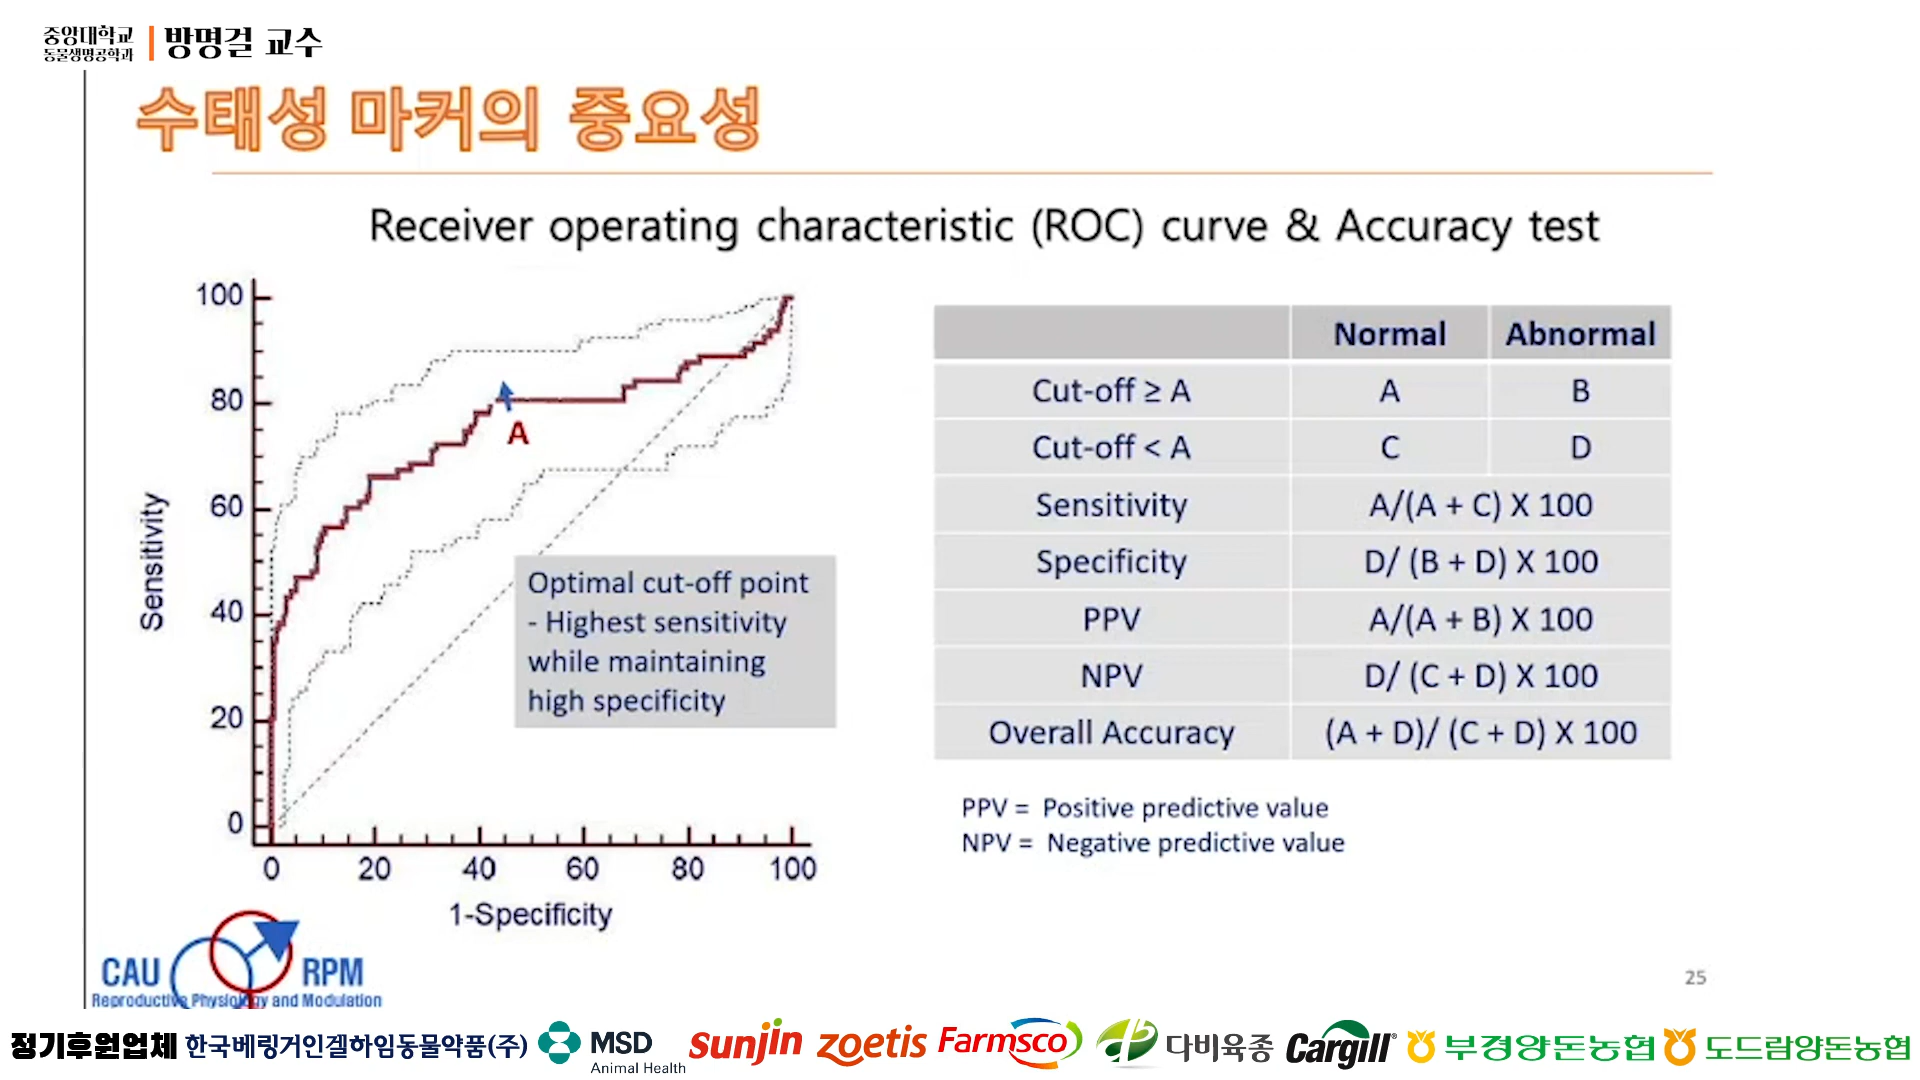 중앙대학교
동물생명공학과
방명걸 교수
수태성 마커의 중요성
Receiver operating characteristic (ROC) curve & Accuracy test
100
80
60
40
20
0
Sensitivity
A
Optimal cut-off point
- Highest sensitivity
while maintaining
high specificity
0 20 40 60 80 100
1-Specificity
Normal Abnormal
Cut-off ≥ A A B
Cut-off < A C D
Sensitivity A/(A + C) X 100
Specificity D/ (B + D) X 100
PPV A/(A + B) X 100
NPV D/ (C + D) X 100
Overall Accuracy (A + D)/ (C + D) X 100
PPV = Positive predictive value
NPV = Negative predictive value
CAU RPM
Reproductive Physiology and Modulation
25
정기후원업체 한국베링거인겔하임동물약품(주) MSD Animal Health sunjin zoetis Farmsco 다비육종 Cargill® 부경양돈농협 도드람양돈농협